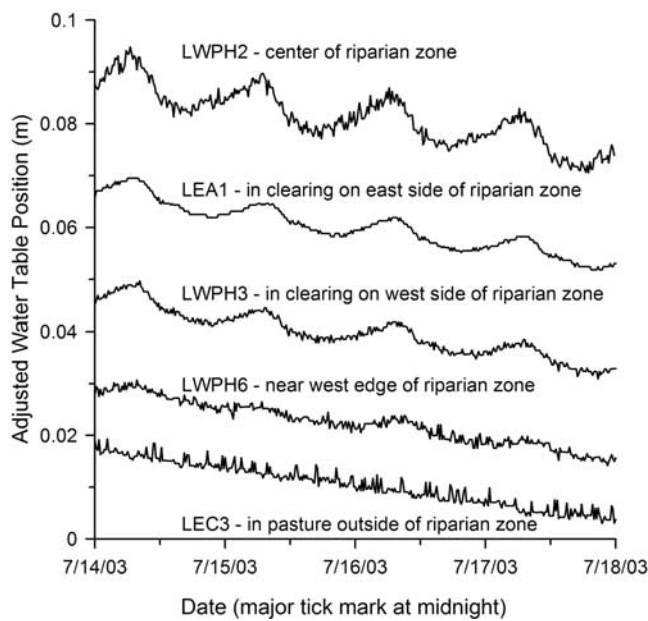 0.1
LWPH2 - center of riparian zone
0.08
LEA1 - in clearing on east side of riparian zone
0.06
LWPH3 - in clearing on west side of riparian zone
0.04
LWPH6 - near west edge of riparian zone
0.02
LEC3 - in pasture outside of riparian zone
0
Adjusted Water Table Position (m)
7/14/03 7/15/03 7/16/03 7/17/03 7/18/03
Date (major tick mark at midnight)